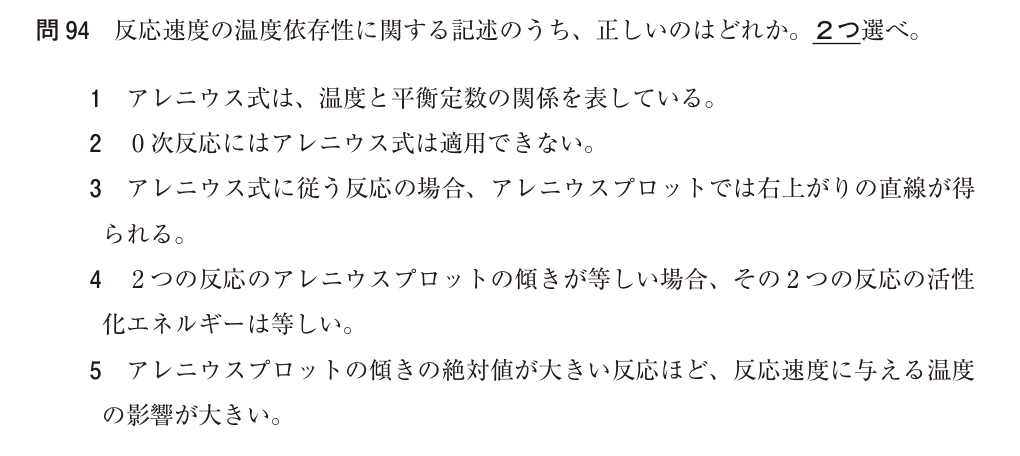 問94 反応速度の温度依存性に関する記述のうち、正しいのはどれか。2つ選べ。
1 アレニウス式は、温度と平衡定数の関係を表している。
2 0次反応にはアレニウス式は適用できない。
3 アレニウス式に従う反応の場合、アレニウスプロットでは右上がりの直線が得
られる。
4 2つの反応のアレニウスプロットの傾きが等しい場合、その2つの反応の活性
化エネルギーは等しい。
5 アレニウスプロットの傾きの絶対値が大きい反応ほど、反応速度に与える温度
の影響が大きい。